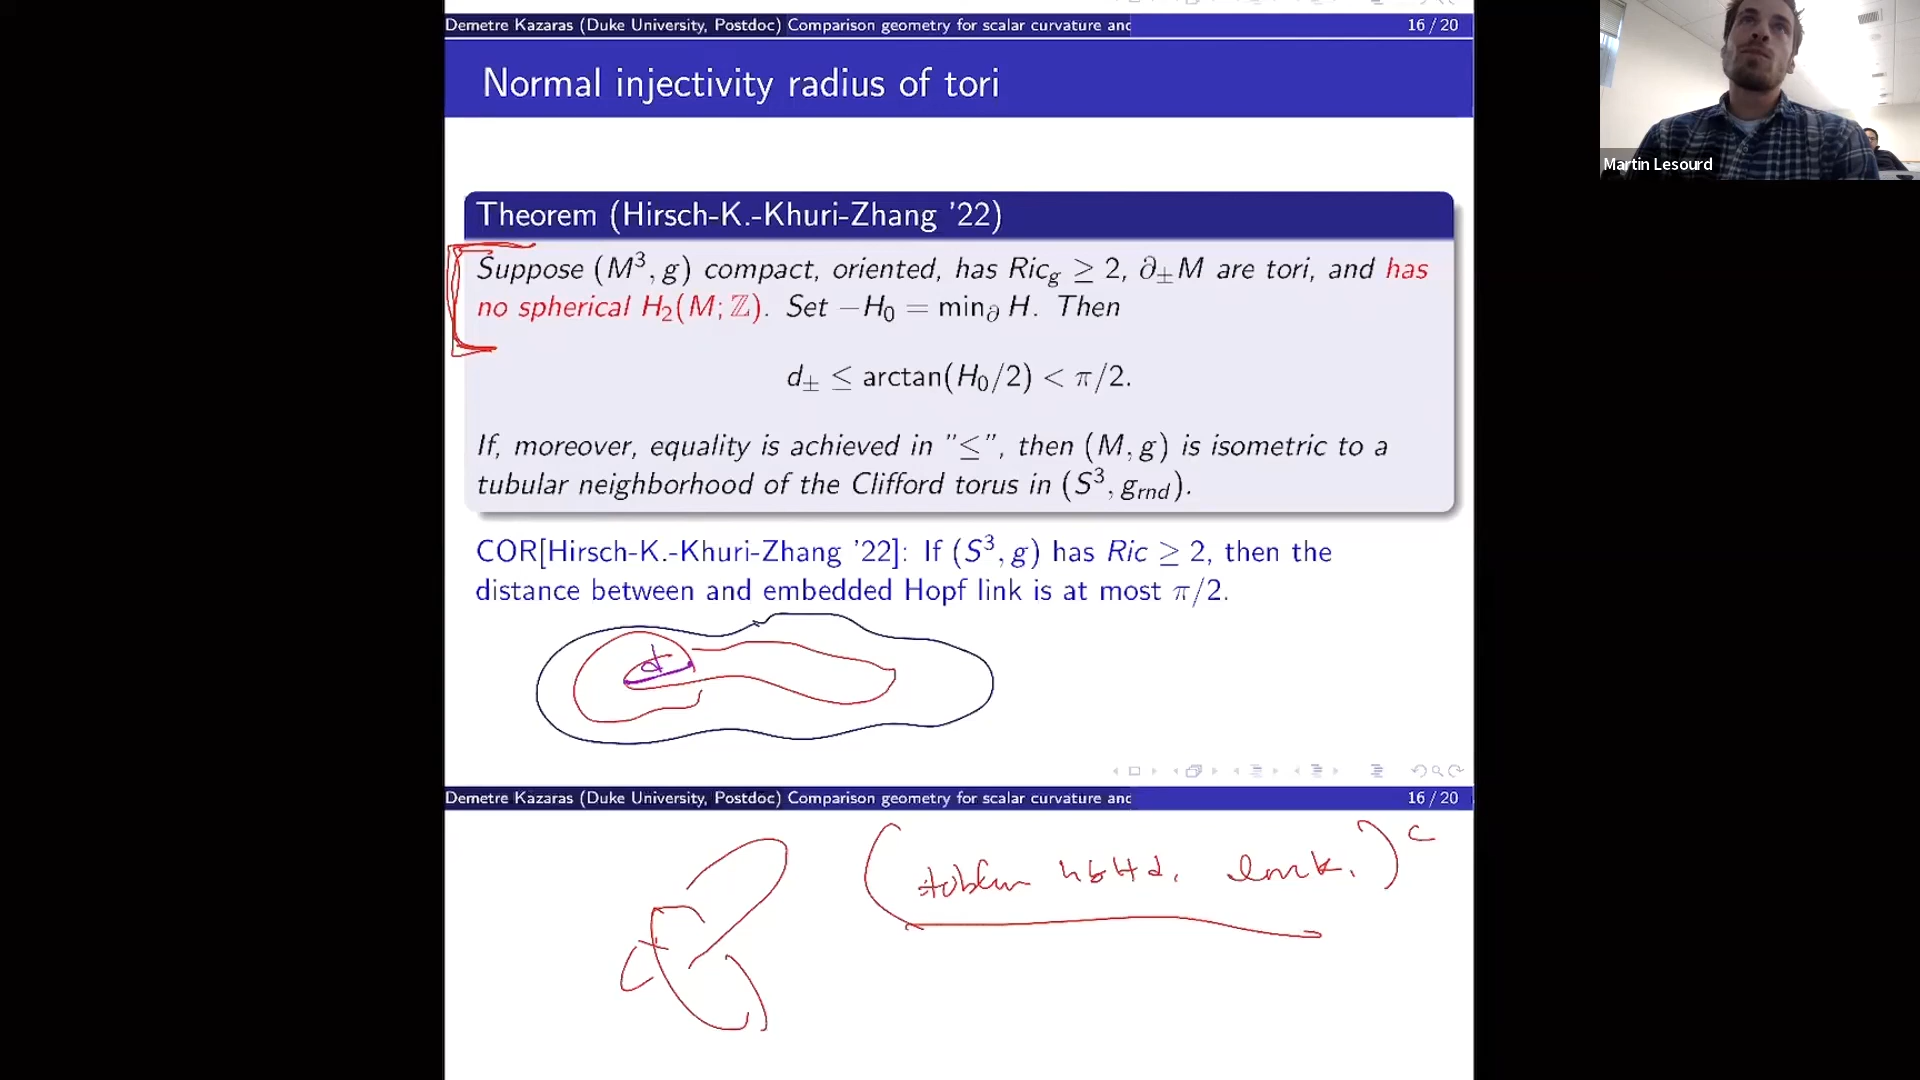 Demetre Kazaras (Duke University, Postdoc) Comparison geometry for scalar curvature and 16 / 20
Normal injectivity radius of tori
Martin Lesourd
Theorem (Hirsch-K.-Khuri-Zhang '22)
Suppose (M³, g) compact, oriented, has Ric_g ≥ 2, ∂±M are tori, and has
no spherical H₂(M; ℤ). Set −H₀ = min∂ H. Then
d± ≤ arctan(H₀/2) < π/2.
If, moreover, equality is achieved in "≤", then (M, g) is isometric to a
tubular neighborhood of the Clifford torus in (S³, g_rnd).
COR[Hirsch-K.-Khuri-Zhang '22]: If (S³, g) has Ric ≥ 2, then the
distance between and embedded Hopf link is at most π/2.
d
Demetre Kazaras (Duke University, Postdoc) Comparison geometry for scalar curvature and 16 / 20
( nbhd. link. )ᶜ